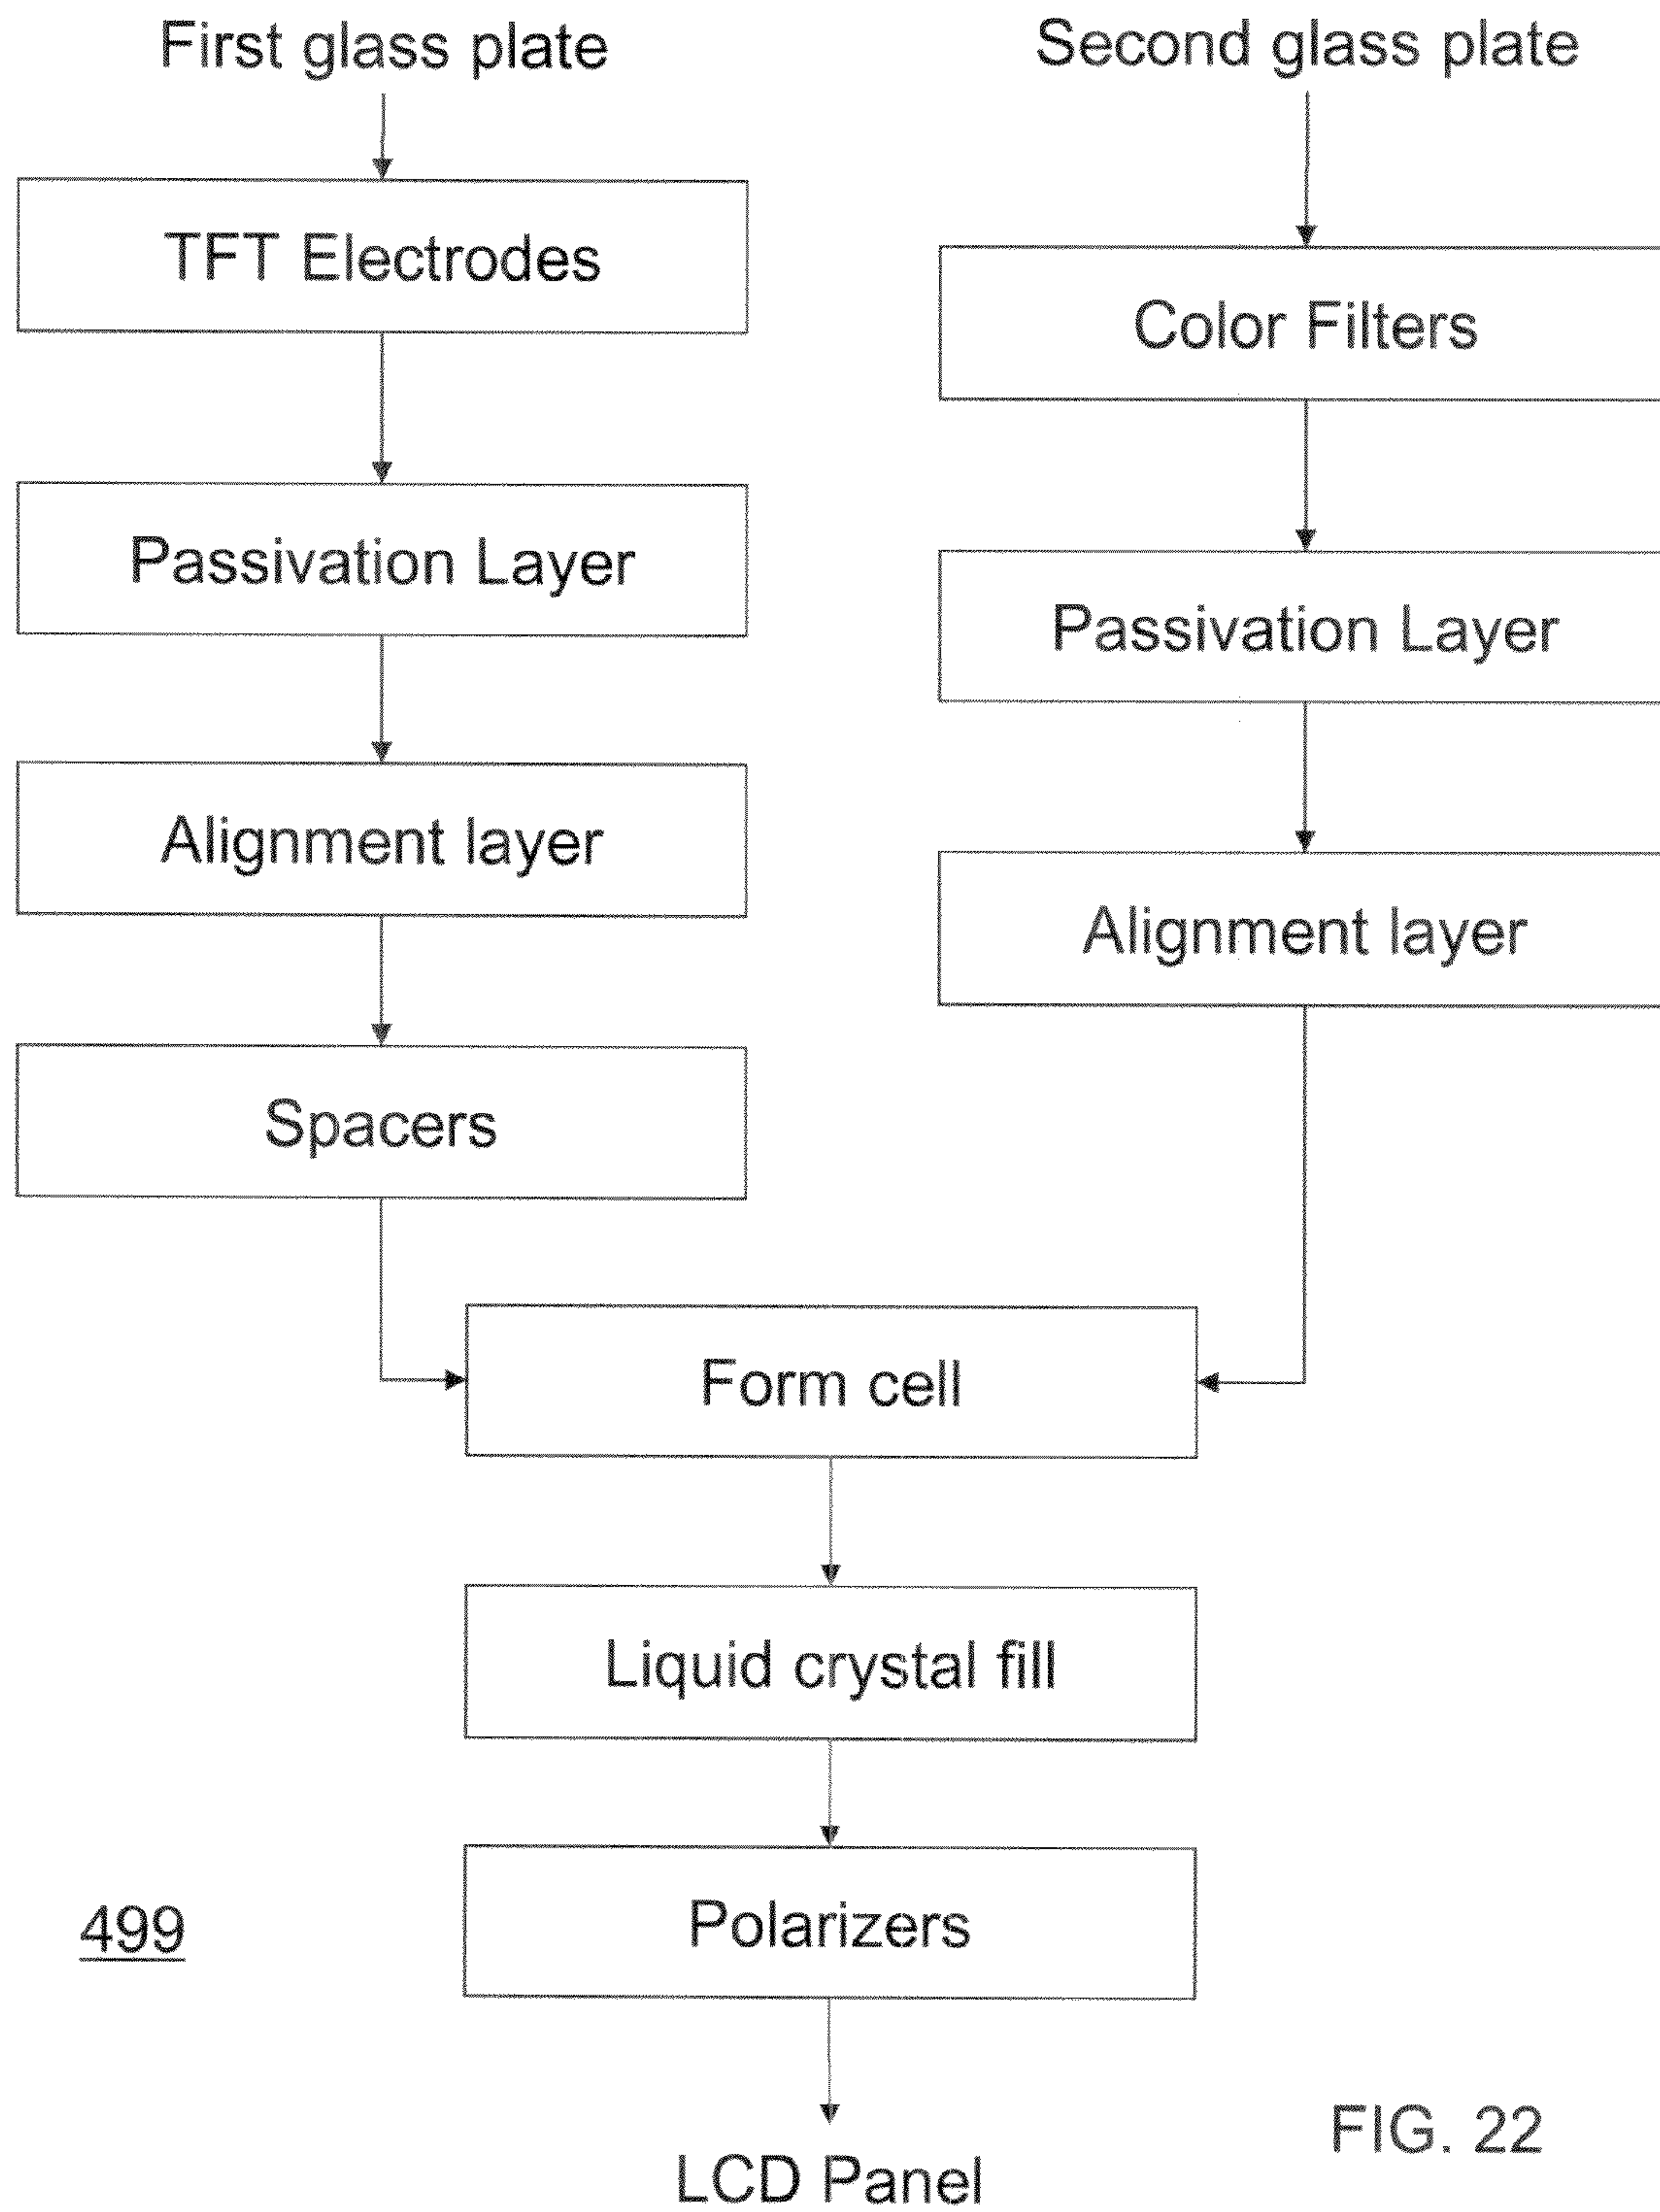 First glass plate
Second glass plate
TFT Electrodes
Color Filters
Passivation Layer
Passivation Layer
Alignment layer
Alignment layer
Spacers
Form cell
Liquid crystal fill
Polarizers
499
FIG. 22
LCD Panel